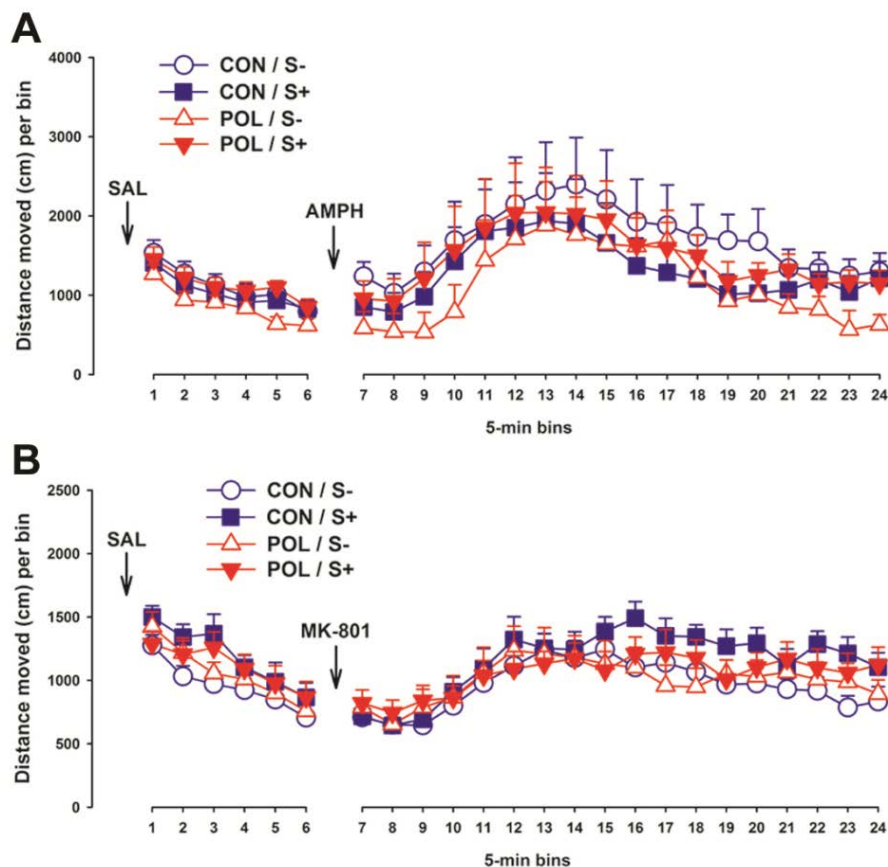 A
Distance moved (cm) per bin
4000
3000
2000
1000
0
CON / S-
CON / S+
POL / S-
POL / S+
SAL
AMPH
1 2 3 4 5 6 7 8 9 10 11 12 13 14 15 16 17 18 19 20 21 22 23 24
5-min bins
B
Distance moved (cm) per bin
2500
2000
1500
1000
500
0
CON / S-
CON / S+
POL / S-
POL / S+
SAL
MK-801
1 2 3 4 5 6 7 8 9 10 11 12 13 14 15 16 17 18 19 20 21 22 23 24
5-min bins